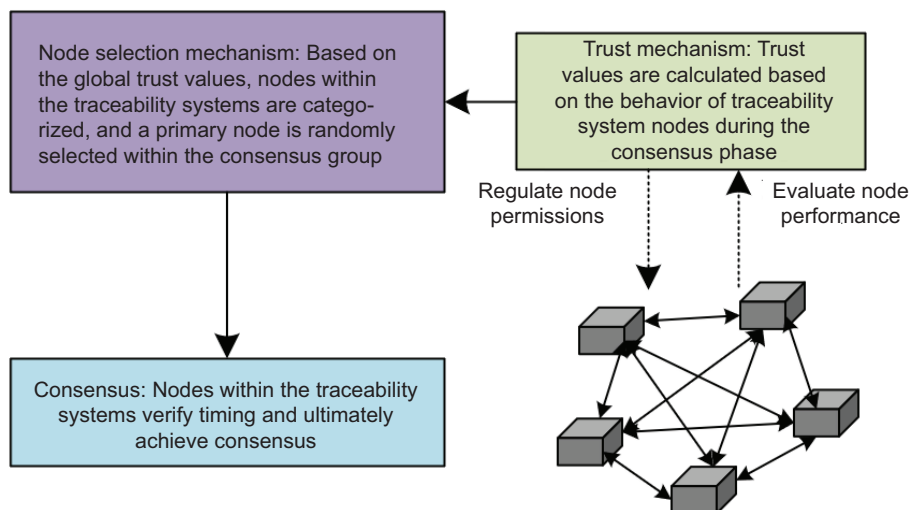 Node selection mechanism: Based on
the global trust values, nodes within
the traceability systems are catego-
rized, and a primary node is randomly
selected within the consensus group
Trust mechanism: Trust
values are calculated based
on the behavior of traceability
system nodes during the
consensus phase
Regulate node
permissions
Evaluate node
performance
Consensus: Nodes within the traceability
systems verify timing and ultimately
achieve consensus